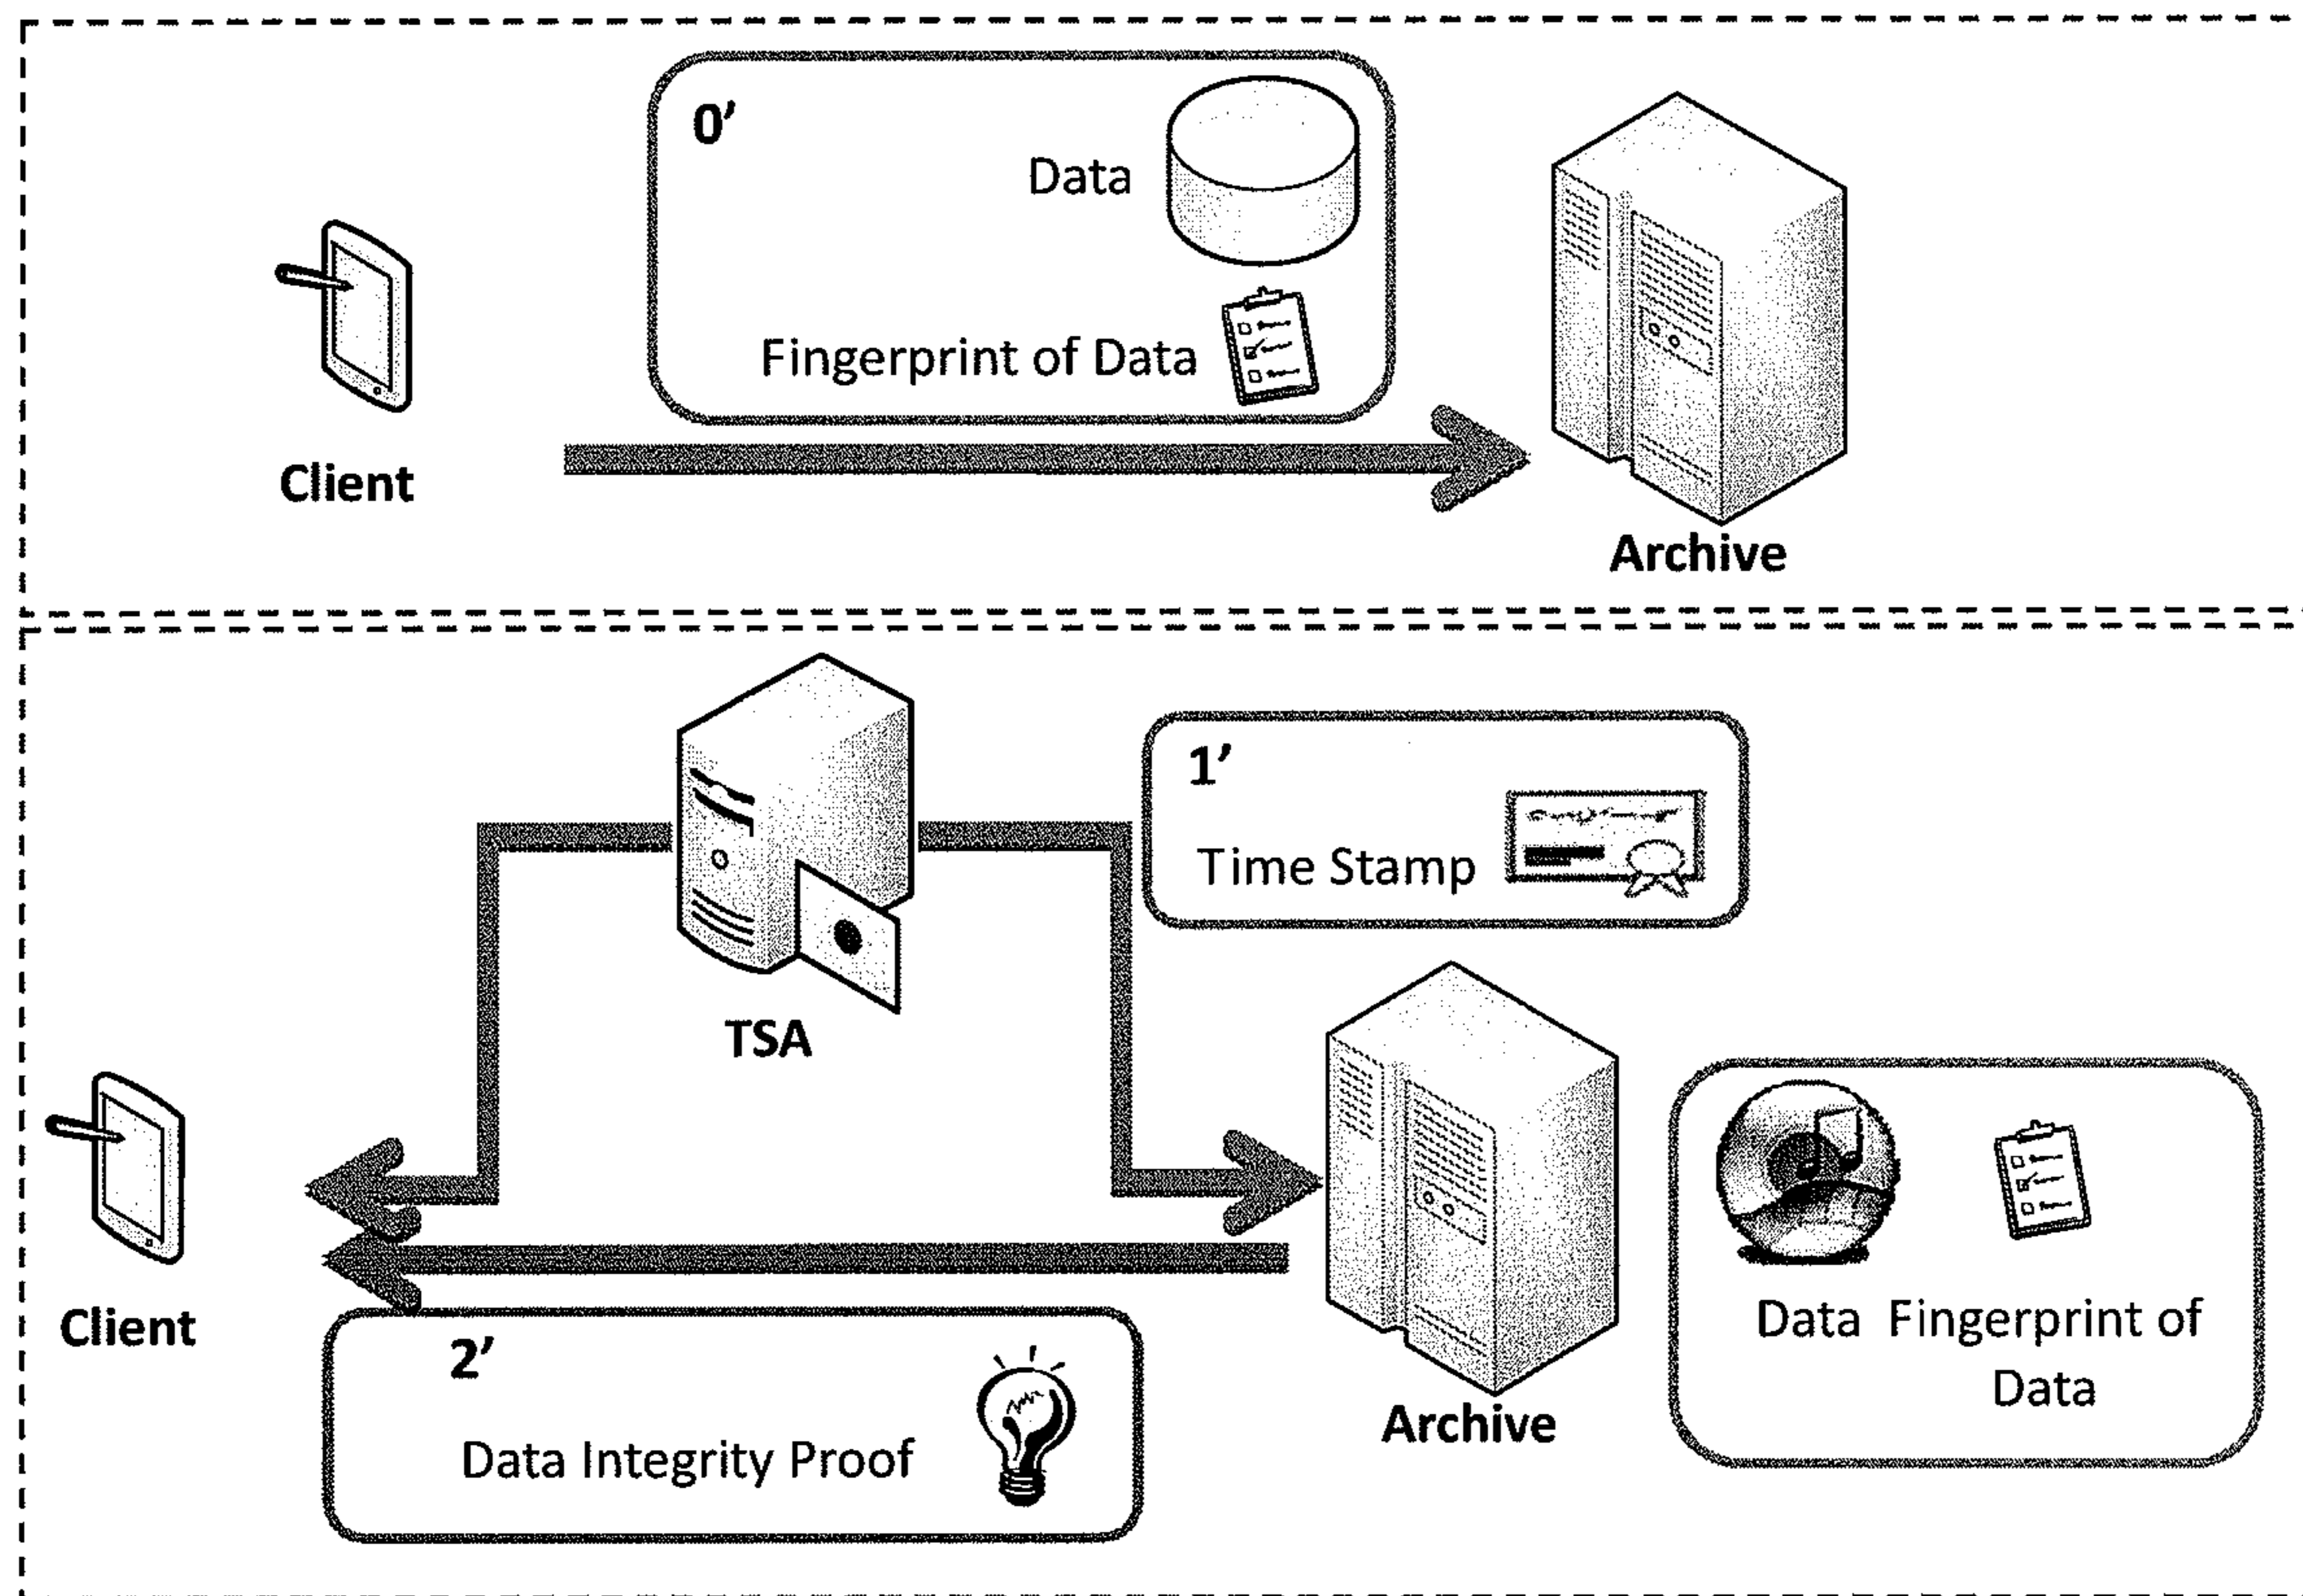 0’
Data
Fingerprint of Data
Client
Archive
1’
Time Stamp
TSA
Client
2’
Data Integrity Proof
Archive
Data Fingerprint of
Data